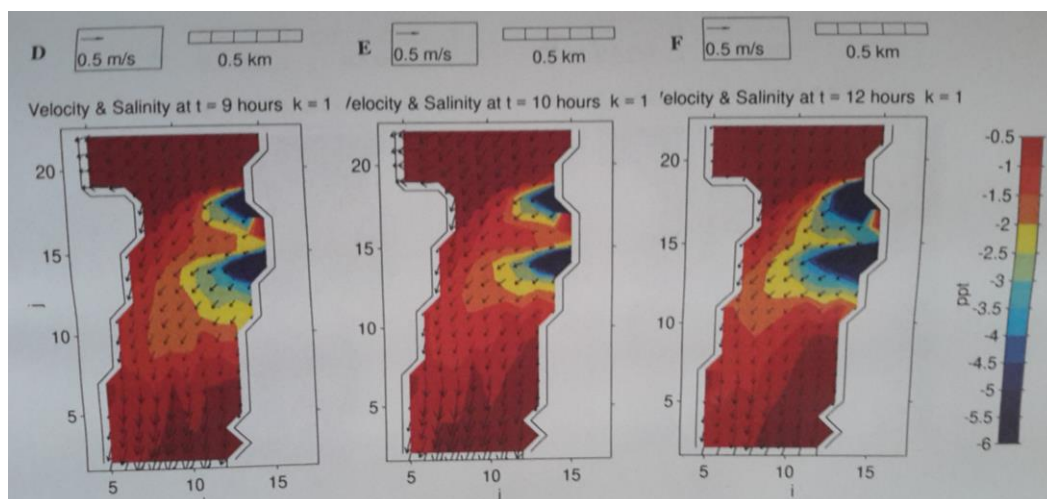 D
0.5 m/s
0.5 km
E
0.5 m/s
0.5 km
F
0.5 m/s
0.5 km
Velocity & Salinity at t = 9 hours k = 1
/elocity & Salinity at t = 10 hours k = 1
'elocity & Salinity at t = 12 hours k = 1
20
15
10
5
j
5
10
15
i
20
15
10
5
5
10
15
i
20
15
10
5
5
10
15
i
-0.5
-1
-1.5
-2
-2.5
-3
-3.5
-4
-4.5
-5
-5.5
-6
ppt